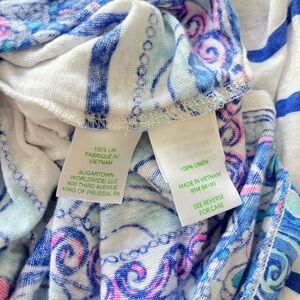 100% LIN
FABRIQUÉ AU
VIETNAM
SUGARTOWN
WORLDWIDE, LLC
800 THIRD AVENUE
KING OF PRUSSIA, PA
100% LINEN
MADE IN VIETNAM
RN# 88189
SEE REVERSE
FOR CARE